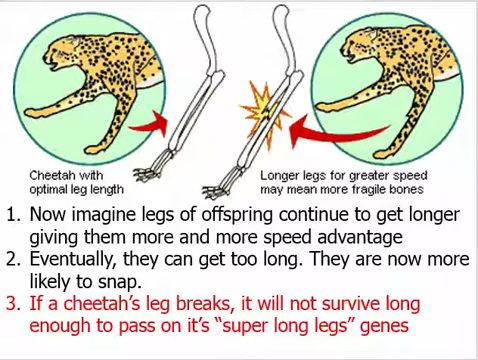 Cheetah with
optimal leg length
Longer legs for greater speed
may mean more fragile bones
1. Now imagine legs of offspring continue to get longer
giving them more and more speed advantage
2. Eventually, they can get too long. They are now more
likely to snap.
3. If a cheetah's leg breaks, it will not survive long
enough to pass on it's "super long legs" genes